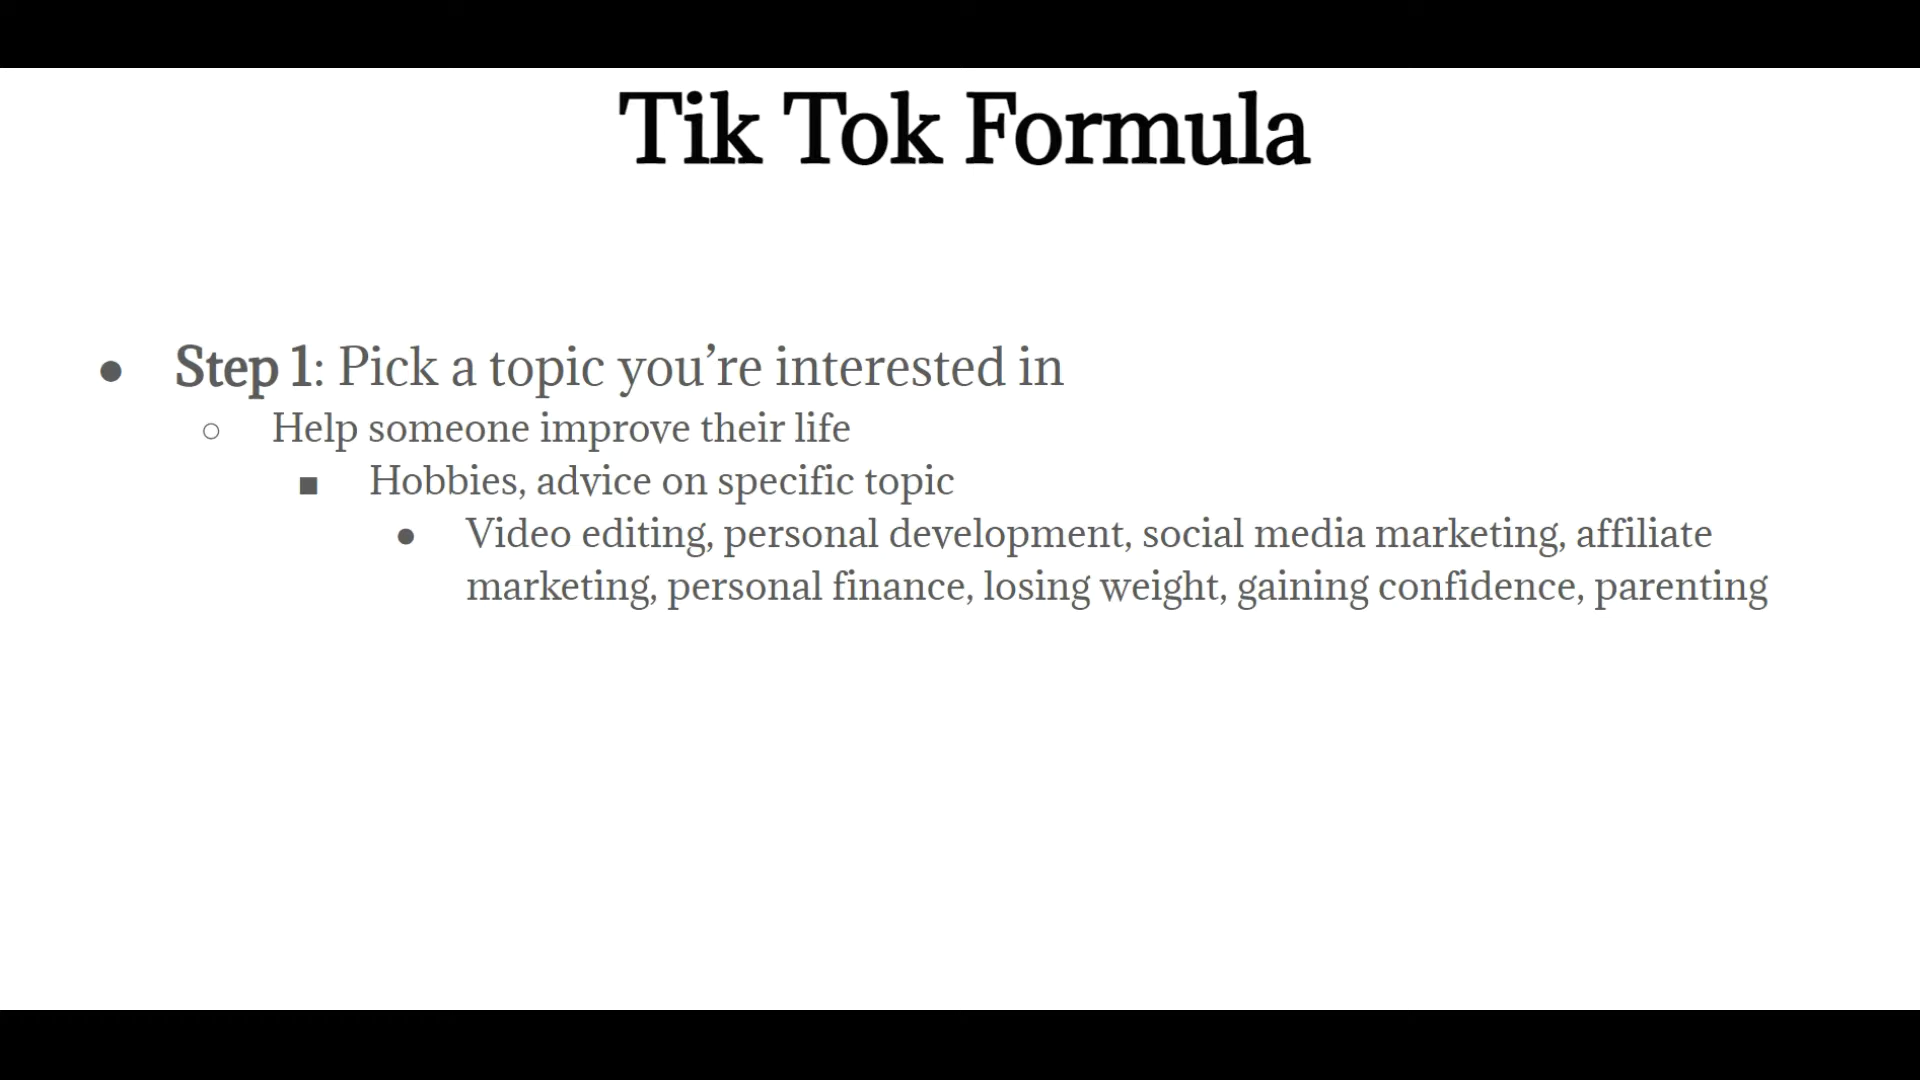 Tik Tok Formula
● Step 1: Pick a topic you’re interested in
○ Help someone improve their life
■ Hobbies, advice on specific topic
● Video editing, personal development, social media marketing, affiliate
marketing, personal finance, losing weight, gaining confidence, parenting